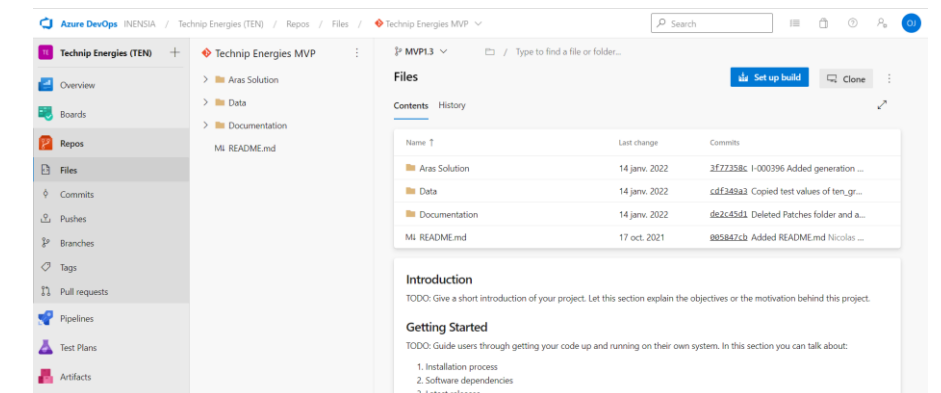 Azure DevOps INENSIA / Technip Energies (TEN) / Repos / Files / Technip Energies MVP
Search
OJ
TE Technip Energies (TEN) +
Overview
Boards
Repos
Files
Commits
Pushes
Branches
Tags
Pull requests
Pipelines
Test Plans
Artifacts
Technip Energies MVP
Aras Solution
Data
Documentation
M↓ README.md
MVP1.3 / Type to find a file or folder...
Files
Set up build
Clone
Contents History
Name ↑ Last change Commits
Aras Solution 14 janv. 2022 3f77358c I-000396 Added generation ...
Data 14 janv. 2022 cdf349a3 Copied test values of ten_gr...
Documentation 14 janv. 2022 de2c45d1 Deleted Patches folder and a...
M↓ README.md 17 oct. 2021 005847cb Added README.md Nicolas ...
Introduction
TODO: Give a short introduction of your project. Let this section explain the objectives or the motivation behind this project.
Getting Started
TODO: Guide users through getting your code up and running on their own system. In this section you can talk about:
1. Installation process
2. Software dependencies
3. Latest releases